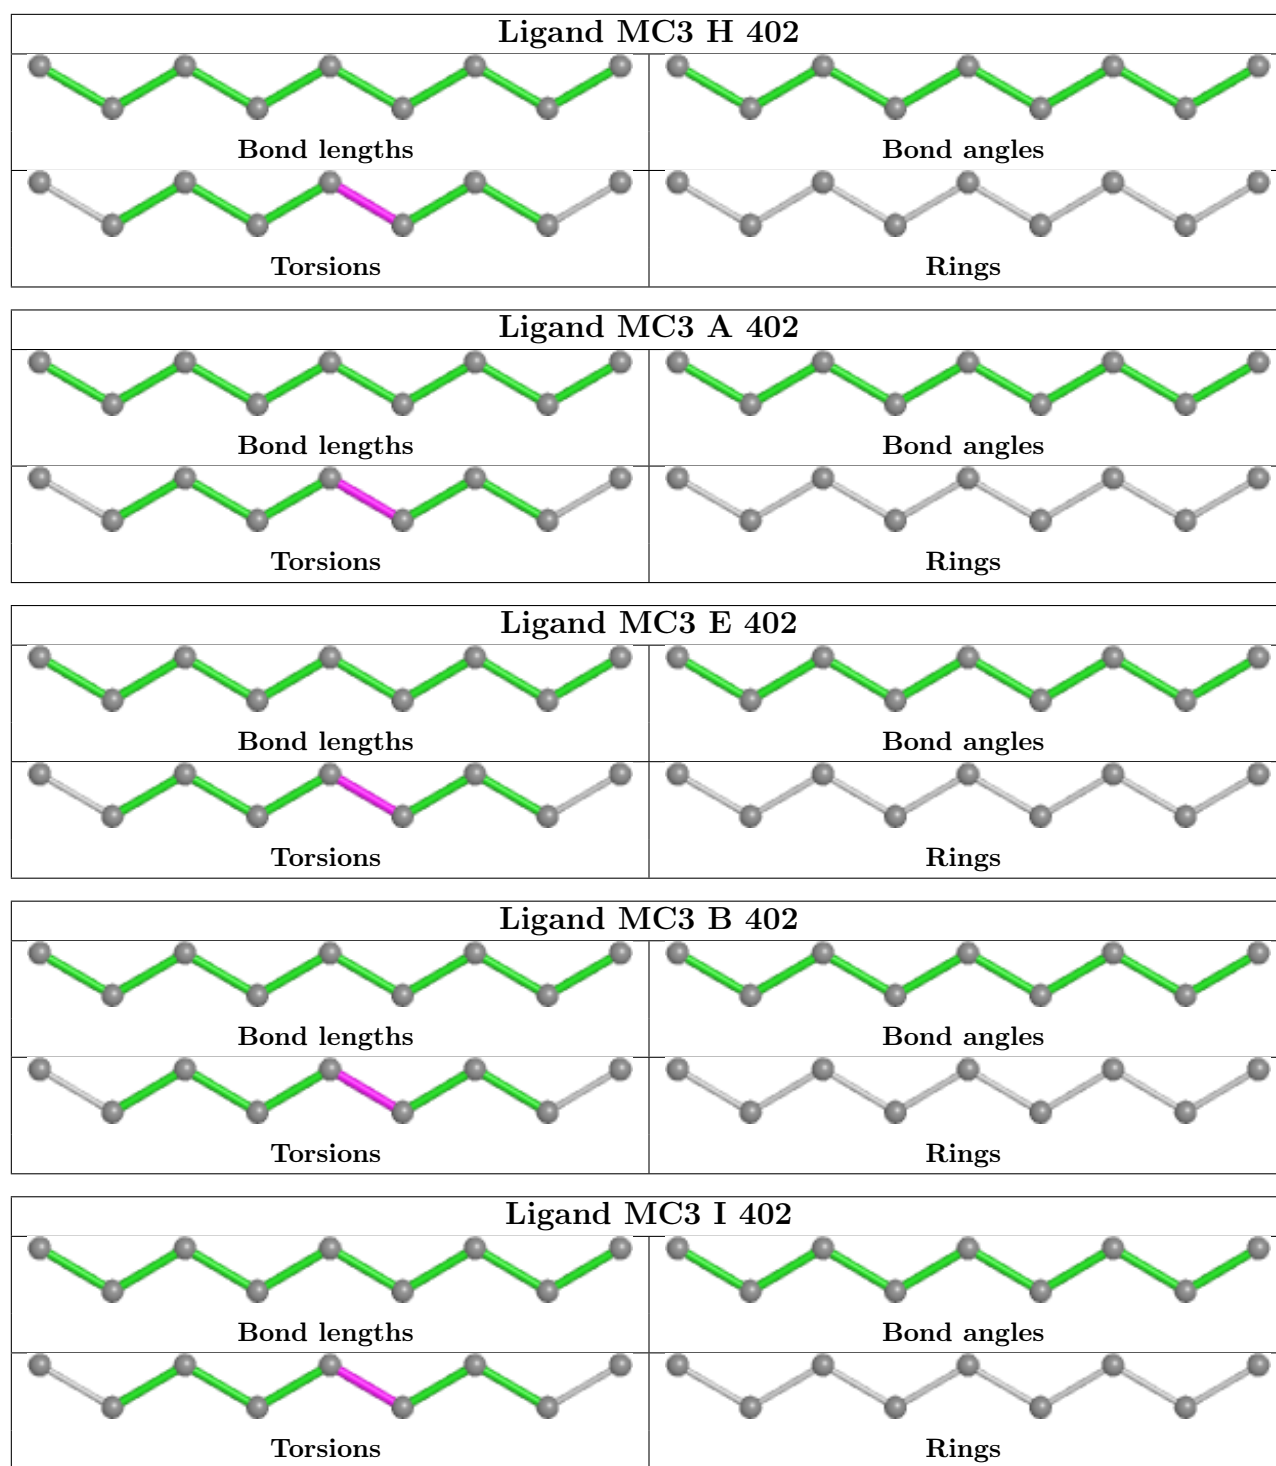 Ligand MC3 H 402
Bond lengths
Bond angles
Torsions
Rings
Ligand MC3 A 402
Bond lengths
Bond angles
Torsions
Rings
Ligand MC3 E 402
Bond lengths
Bond angles
Torsions
Rings
Ligand MC3 B 402
Bond lengths
Bond angles
Torsions
Rings
Ligand MC3 I 402
Bond lengths
Bond angles
Torsions
Rings